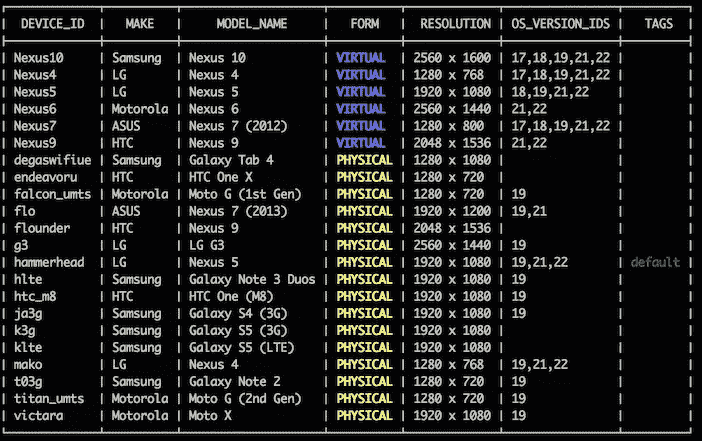 DEVICE_ID | MAKE | MODEL_NAME | FORM | RESOLUTION | OS_VERSION_IDS | TAGS
Nexus10 | Samsung | Nexus 10 | VIRTUAL | 2560 x 1600 | 17,18,19,21,22 |
Nexus4 | LG | Nexus 4 | VIRTUAL | 1280 x 768 | 17,18,19,21,22 |
Nexus5 | LG | Nexus 5 | VIRTUAL | 1920 x 1080 | 18,19,21,22 |
Nexus6 | Motorola | Nexus 6 | VIRTUAL | 2560 x 1440 | 21,22 |
Nexus7 | ASUS | Nexus 7 (2012) | VIRTUAL | 1280 x 800 | 17,18,19,21,22 |
Nexus9 | HTC | Nexus 9 | VIRTUAL | 2048 x 1536 | 21,22 |
degaswifiue | Samsung | Galaxy Tab 4 | PHYSICAL | 1280 x 1080 | |
endeavoru | HTC | HTC One X | PHYSICAL | 1280 x 720 | |
falcon_umts | Motorola | Moto G (1st Gen) | PHYSICAL | 1280 x 720 | 19 |
flo | ASUS | Nexus 7 (2013) | PHYSICAL | 1920 x 1200 | 19,21 |
flounder | HTC | Nexus 9 | PHYSICAL | 2048 x 1536 | |
g3 | LG | LG G3 | PHYSICAL | 2560 x 1440 | 19 |
hammerhead | LG | Nexus 5 | PHYSICAL | 1920 x 1080 | 19,21,22 | default
hlte | Samsung | Galaxy Note 3 Duos | PHYSICAL | 1920 x 1080 | 19 |
htc_m8 | HTC | HTC One (M8) | PHYSICAL | 1920 x 1080 | 19 |
ja3g | Samsung | Galaxy S4 (3G) | PHYSICAL | 1920 x 1080 | 19 |
k3g | Samsung | Galaxy S5 (3G) | PHYSICAL | 1920 x 1080 | |
klte | Samsung | Galaxy S5 (LTE) | PHYSICAL | 1920 x 1080 | |
mako | LG | Nexus 4 | PHYSICAL | 1280 x 768 | 19,21,22 |
t03g | Samsung | Galaxy Note 2 | PHYSICAL | 1280 x 720 | 19 |
titan_umts | Motorola | Moto G (2nd Gen) | PHYSICAL | 1280 x 720 | 19 |
victara | Motorola | Moto X | PHYSICAL | 1920 x 1080 | 19 |